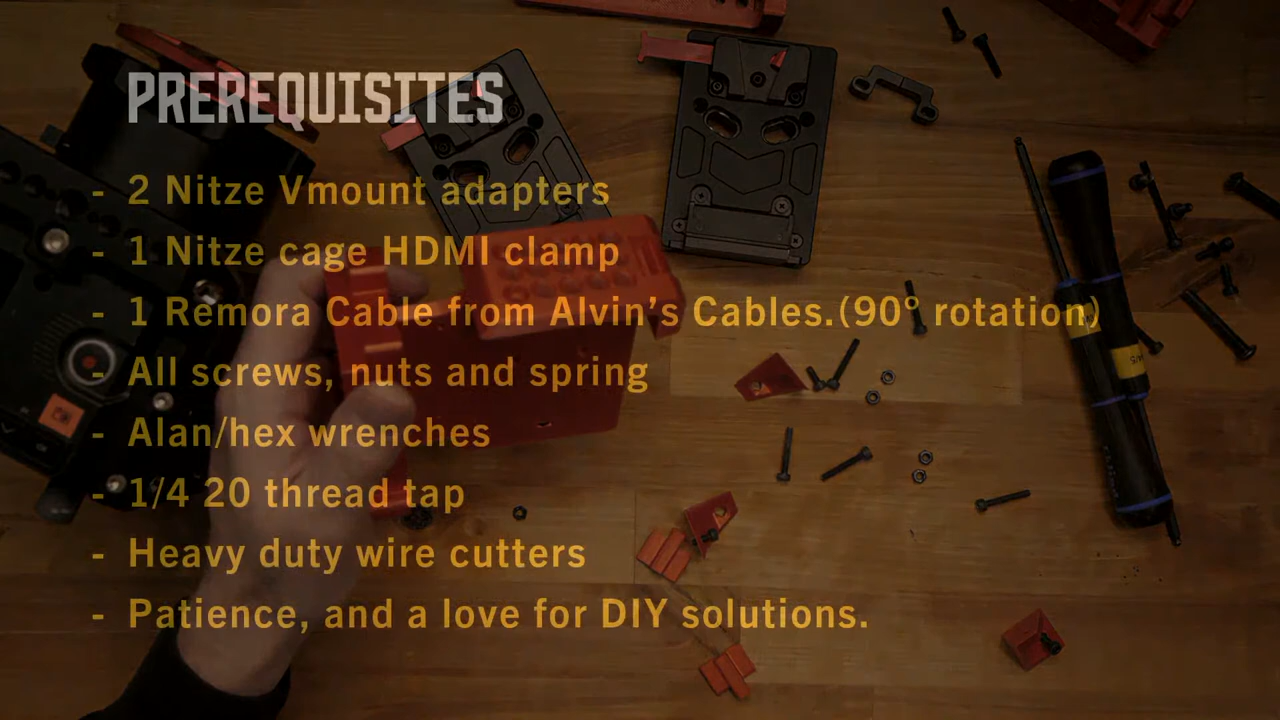 PREREQUISITES
- 2 Nitze Vmount adapters
- 1 Nitze cage HDMI clamp
- 1 Remora Cable from Alvin's Cables.(90° rotation)
- All screws, nuts and spring
- Alan/hex wrenches
- 1/4 20 thread tap
- Heavy duty wire cutters
- Patience, and a love for DIY solutions.